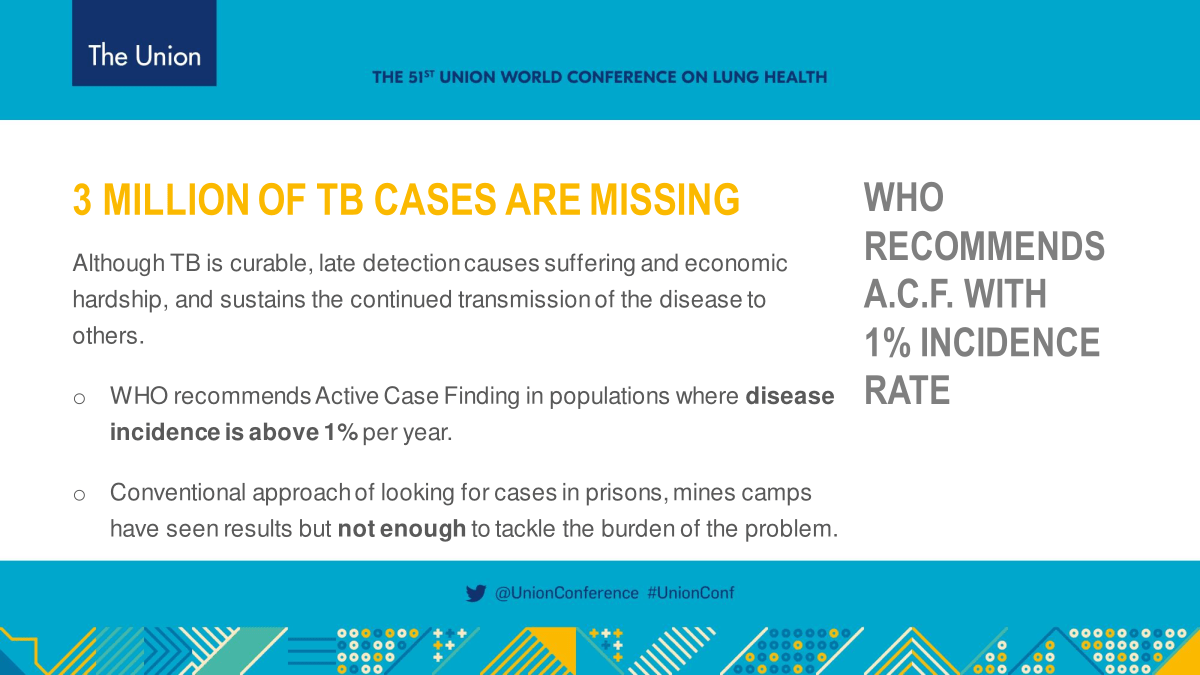 The Union
THE 51ST UNION WORLD CONFERENCE ON LUNG HEALTH
3 MILLION OF TB CASES ARE MISSING
Although TB is curable, late detection causes suffering and economic
hardship, and sustains the continued transmission of the disease to
others.
o WHO recommends Active Case Finding in populations where disease
incidence is above 1% per year.
o Conventional approach of looking for cases in prisons, mines camps
have seen results but not enough to tackle the burden of the problem.
WHO
RECOMMENDS
A.C.F. WITH
1% INCIDENCE
RATE
@UnionConference #UnionConf